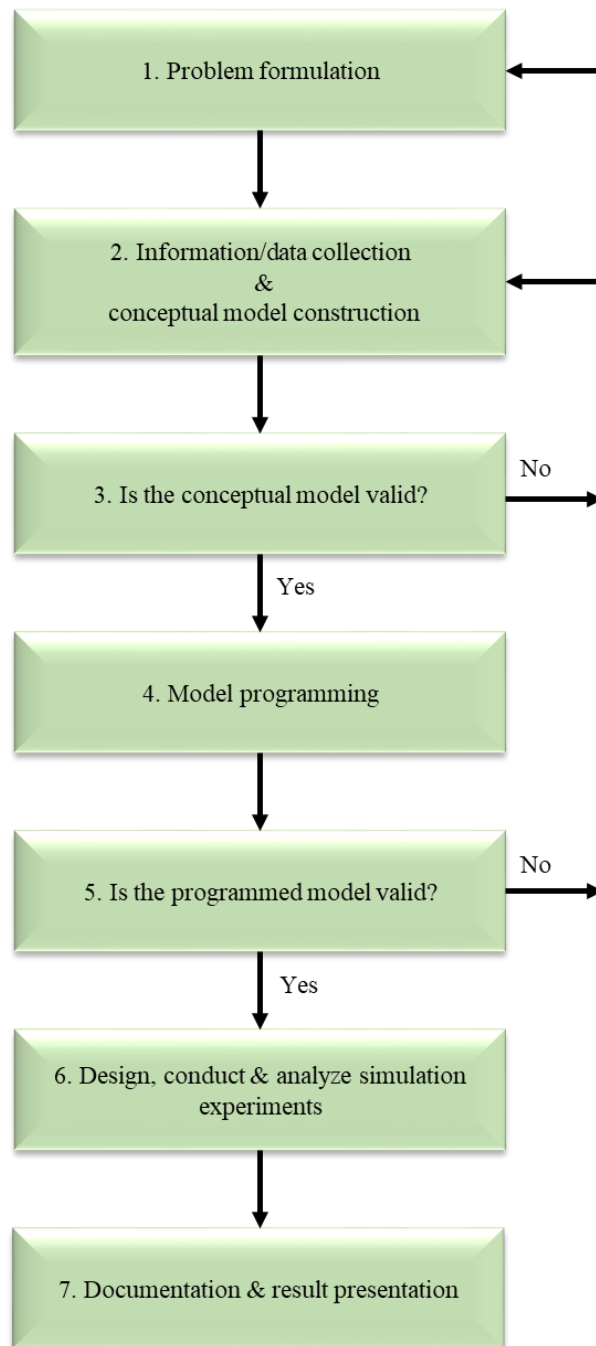 1. Problem formulation
2. Information/data collection
&
conceptual model construction
3. Is the conceptual model valid?
No
Yes
4. Model programming
5. Is the programmed model valid?
No
Yes
6. Design, conduct & analyze simulation
experiments
7. Documentation & result presentation